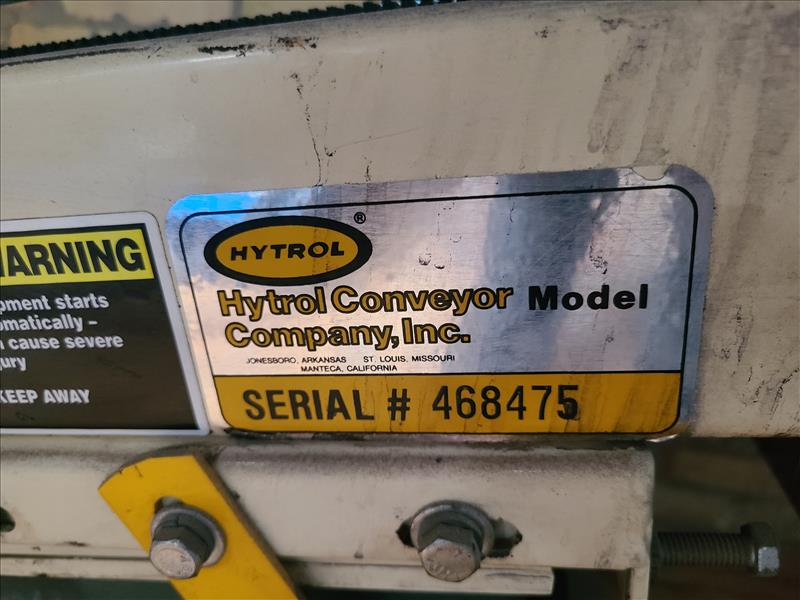 WARNING
pment starts
omatically –
cause severe
ury
KEEP AWAY
HYTROL ®
Hytrol Conveyor Model
Company, Inc.
JONESBORO, ARKANSAS ST. LOUIS, MISSOURI
MANTECA, CALIFORNIA
SERIAL # 468475